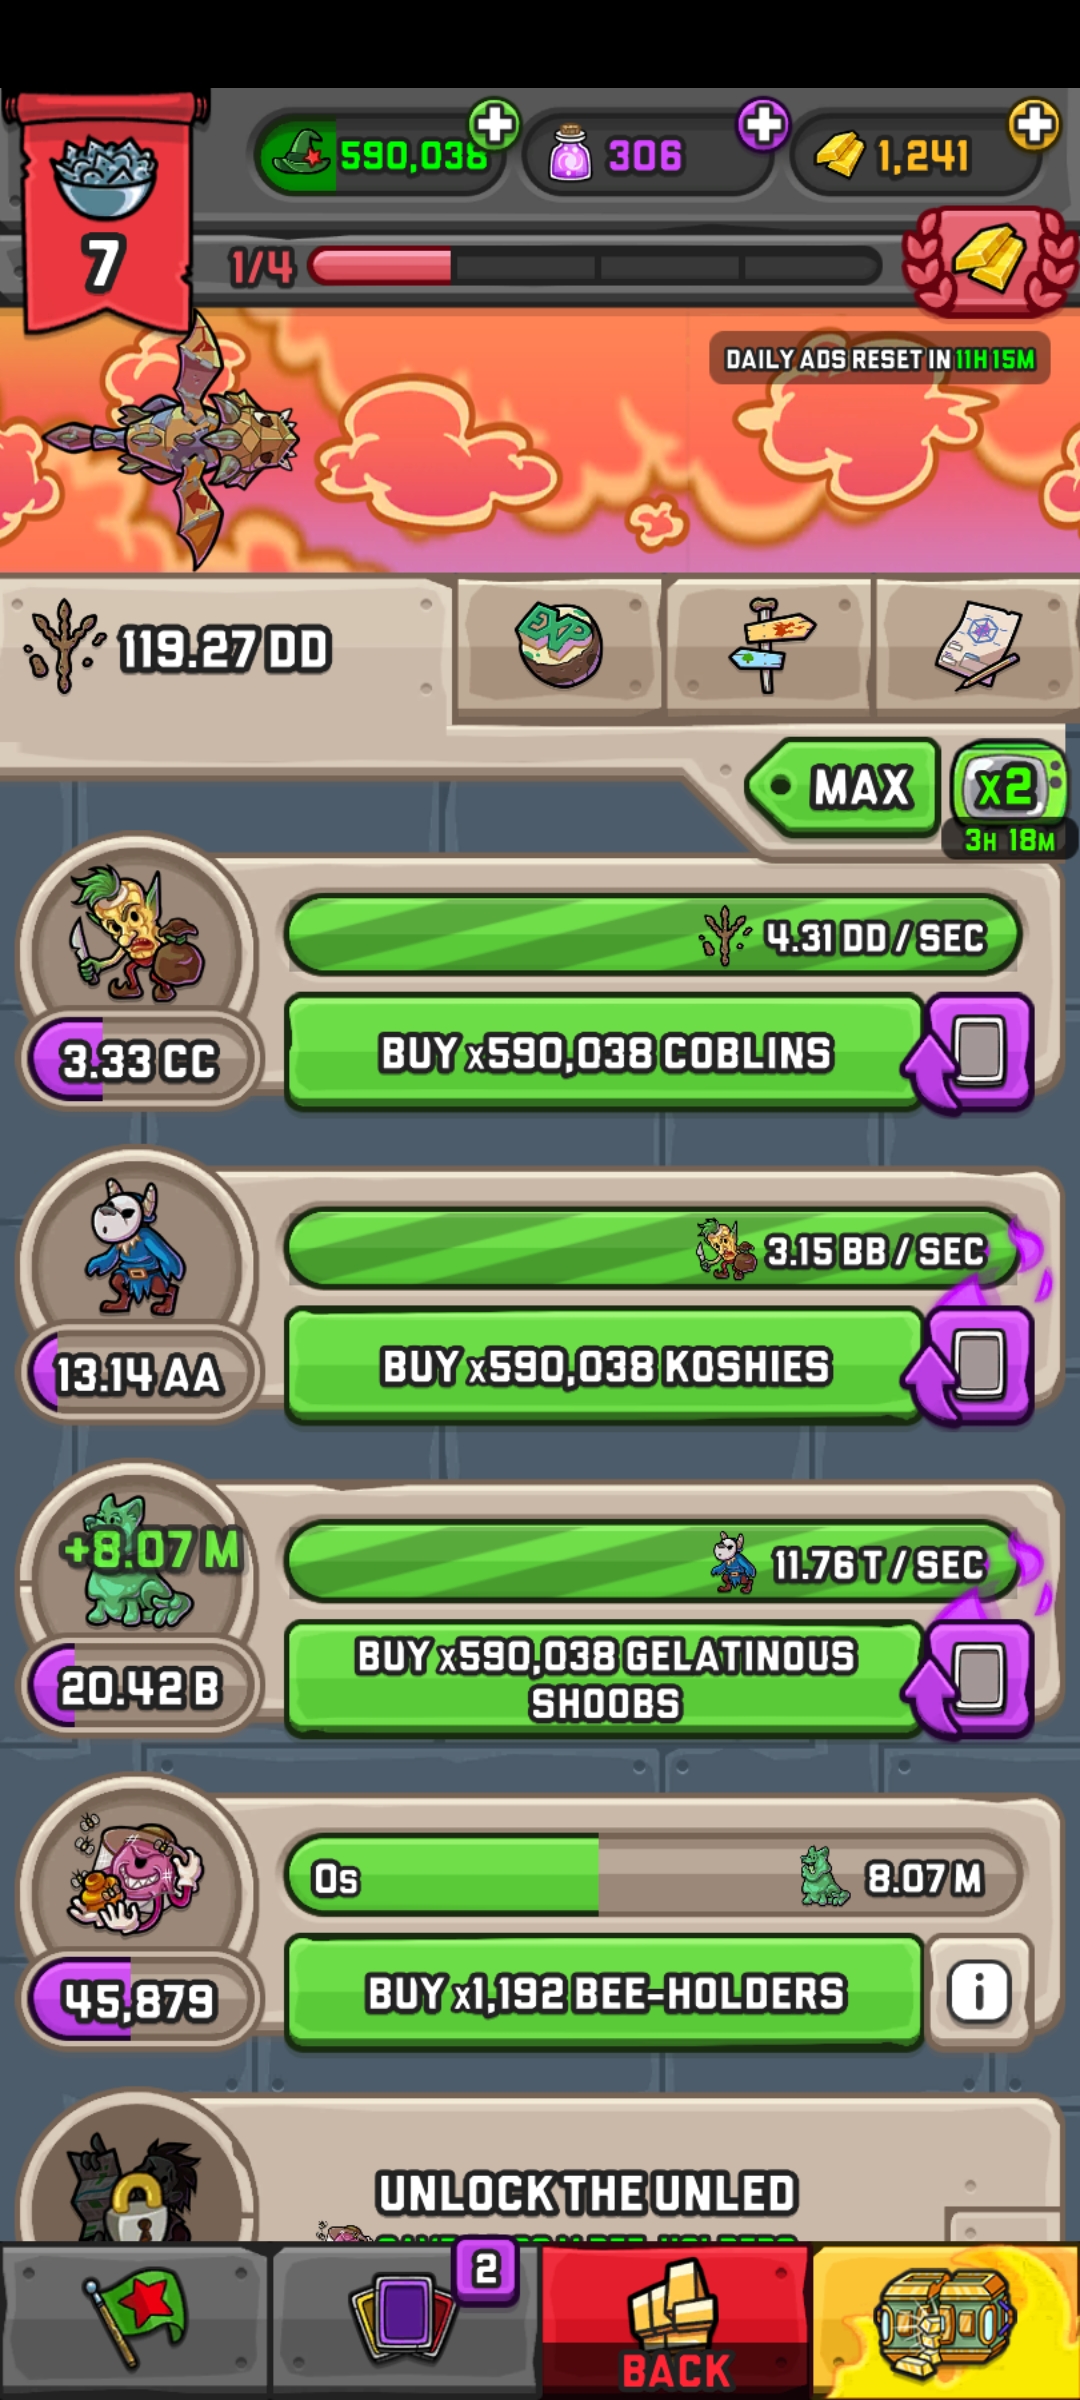 590,038
306
1,241
7
1/4
DAILY ADS RESET IN 11H 15M
119.27 DD
EXP
MAX
x2
3H 18M
4.31 DD / SEC
BUY x590,038 COBLINS
3.33 CC
3.15 BB / SEC
BUY x590,038 KOSHIES
13.14 AA
+8.07 M
11.76 T / SEC
BUY x590,038 GELATINOUS
SHOOBS
20.42 B
0s
8.07 M
BUY x1,192 BEE-HOLDERS
i
45,879
UNLOCK THE UNLED
2
BACK